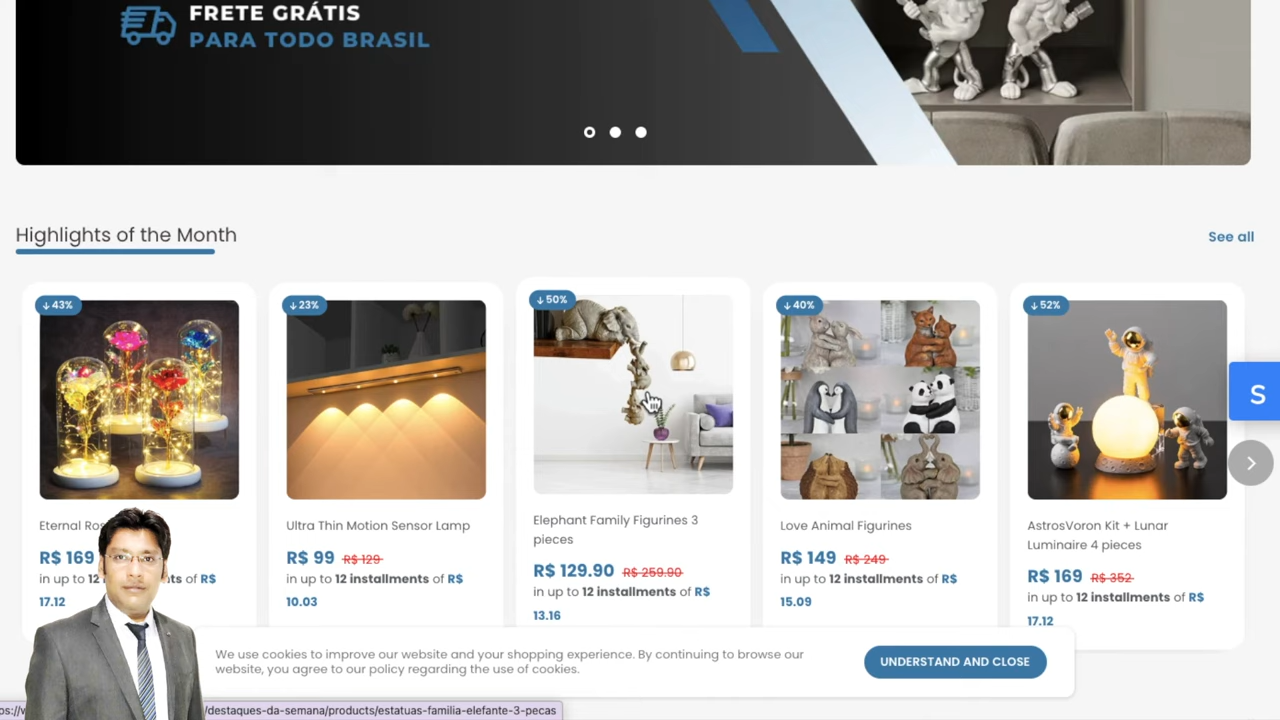 FRETE GRÁTIS
PARA TODO BRASIL
Highlights of the Month
See all
↓43%
↓23%
↓50%
↓40%
↓52%
S
Eternal
R$ 169
in up to 12 of R$
17.12
Ultra Thin Motion Sensor Lamp
R$ 99 R$ 129
in up to 12 installments of R$
10.03
Elephant Family Figurines 3
pieces
R$ 129.90 R$ 259.90
in up to 12 installments of R$
13.16
Love Animal Figurines
R$ 149 R$ 249
in up to 12 installments of R$
15.09
AstrosVoron Kit + Lunar
Luminaire 4 pieces
R$ 169 R$ 352
in up to 12 installments of R$
17.12
We use cookies to improve our website and your shopping experience. By continuing to browse our
website, you agree to our policy regarding the use of cookies.
UNDERSTAND AND CLOSE
/destaques-da-semana/products/estatuas-familia-elefante-3-pecas